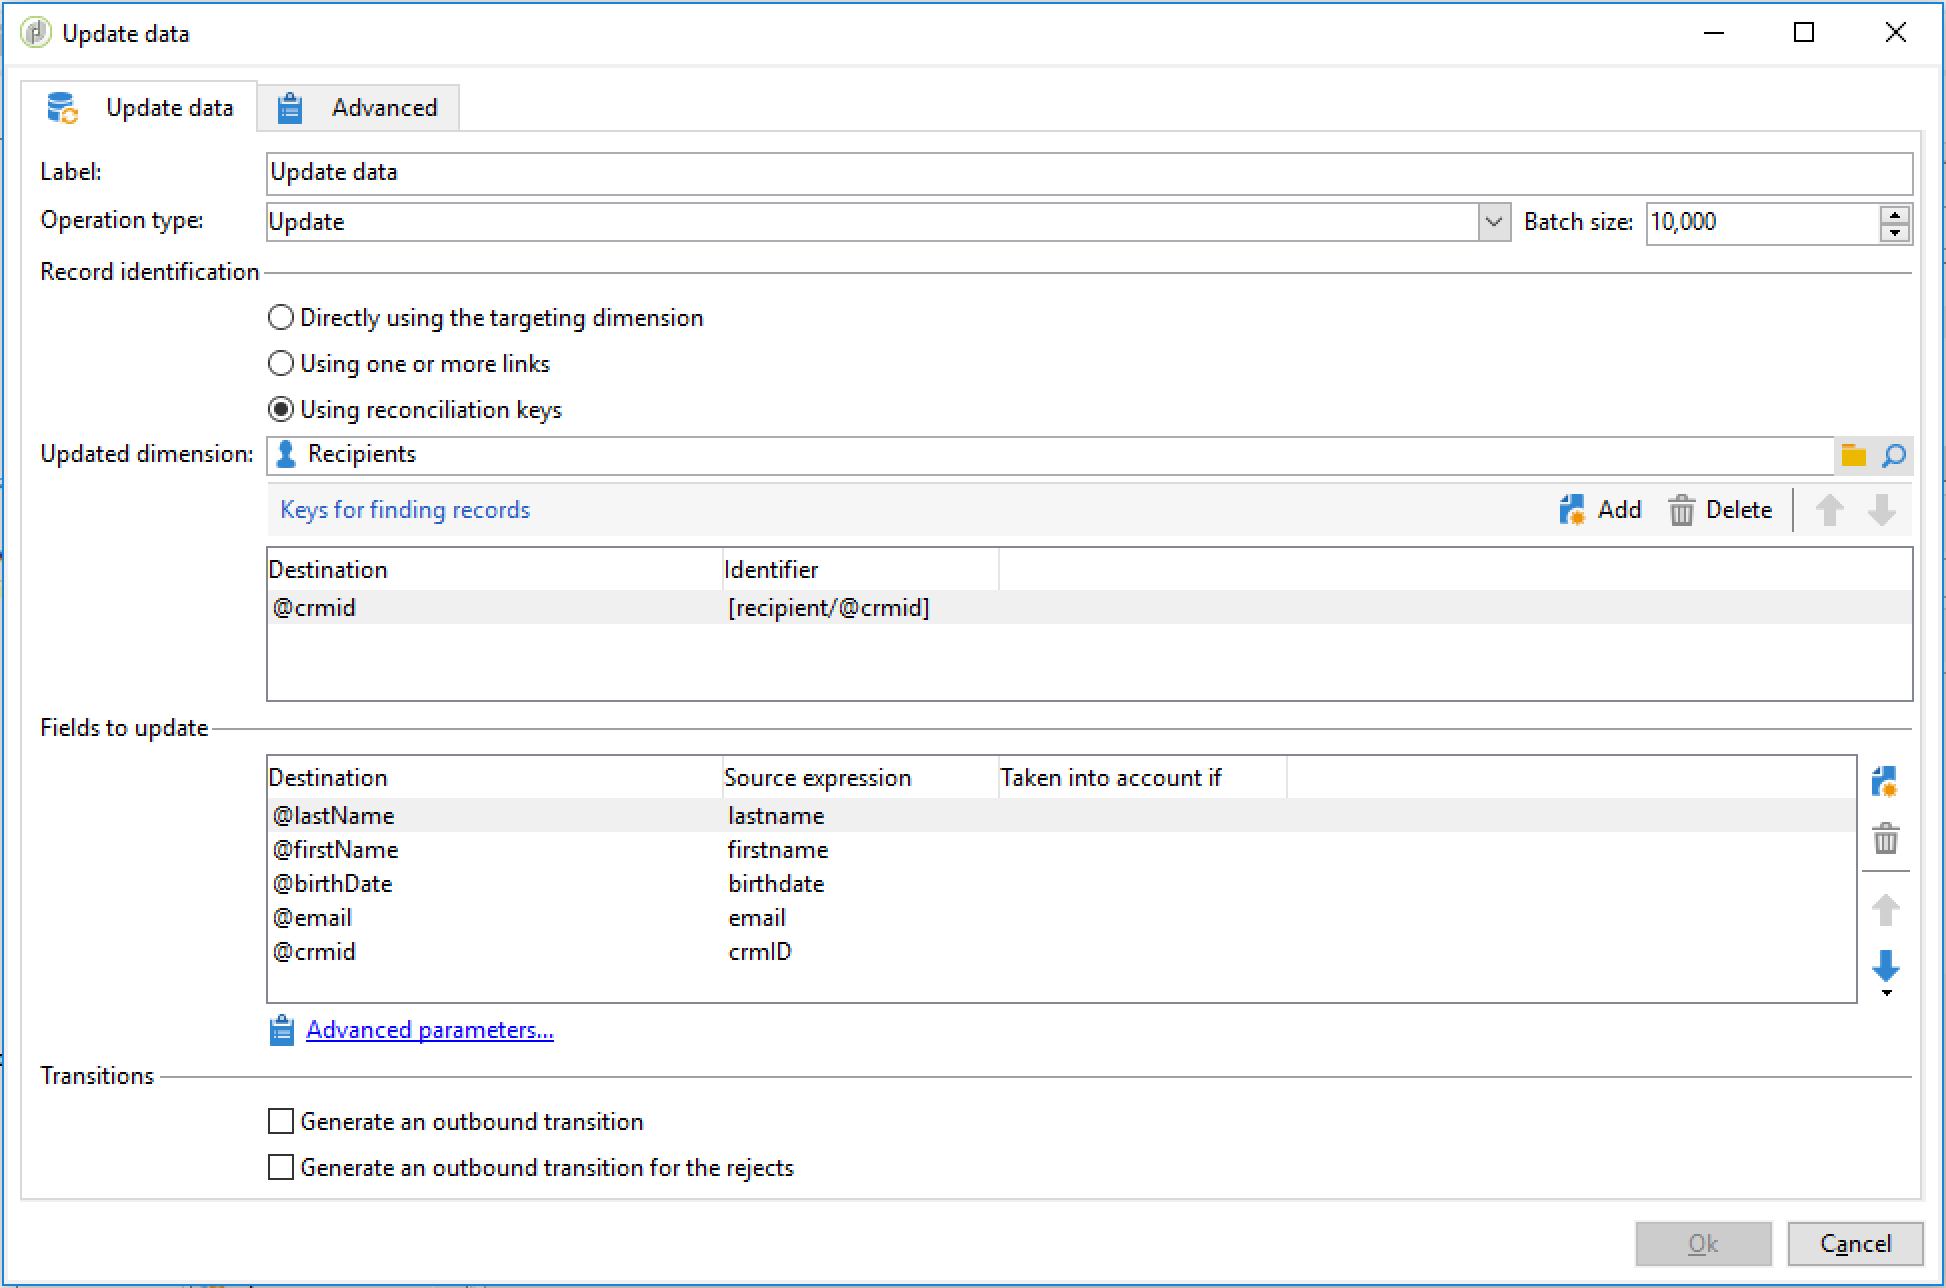 Update data
Update data Advanced
Label: Update data
Operation type: Update Batch size: 10,000
Record identification
Directly using the targeting dimension
Using one or more links
Using reconciliation keys
Updated dimension: Recipients
Keys for finding records Add Delete
Destination Identifier
@crmid [recipient/@crmid]
Fields to update
Destination Source expression Taken into account if
@lastName lastname
@firstName firstname
@birthDate birthdate
@email email
@crmid crmID
Advanced parameters...
Transitions
Generate an outbound transition
Generate an outbound transition for the rejects
Ok Cancel